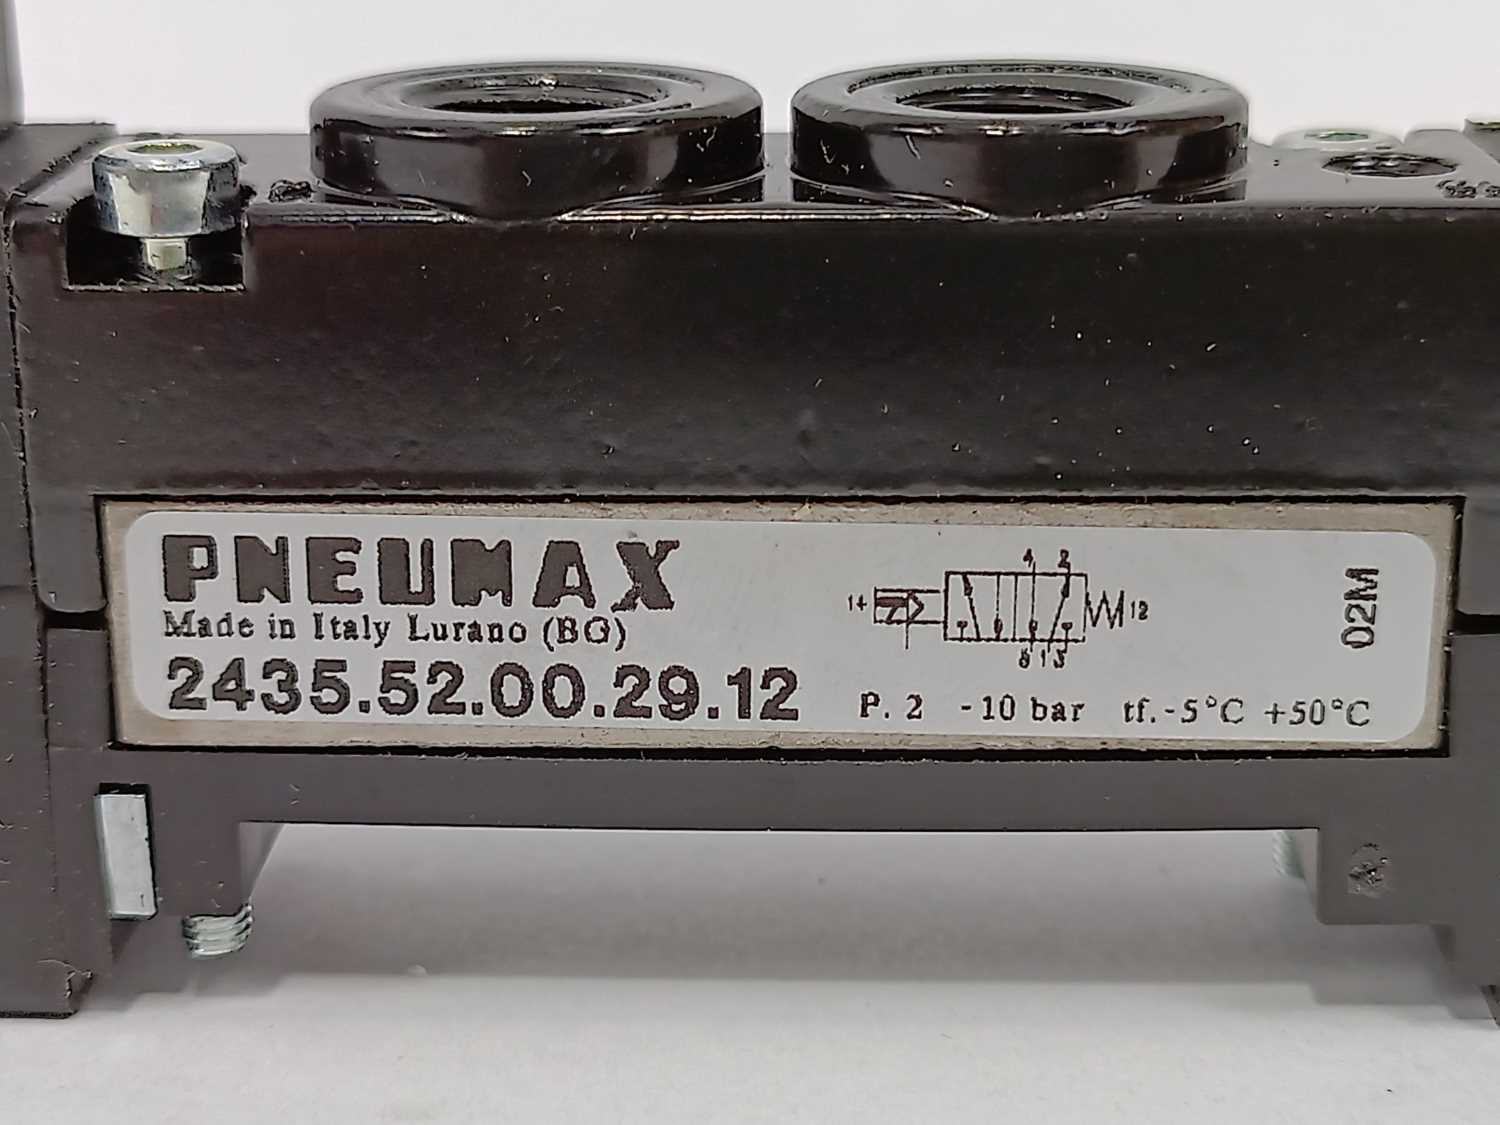 PNEUMAX
Made in Italy Lurano (BG)
2435.52.00.29.12
4 2
14
12
5 1 3
P. 2 -10 bar tf.-5°C +50°C
02M